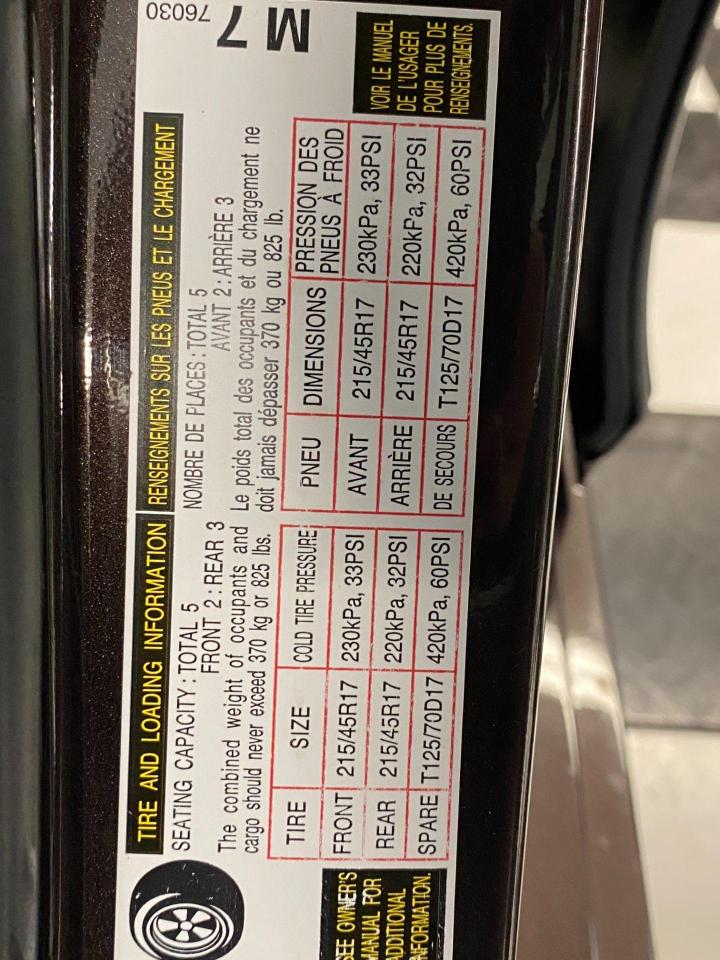 TIRE AND LOADING INFORMATION
SEATING CAPACITY: TOTAL 5
FRONT 2: REAR 3
The combined weight of occupants and
cargo should never exceed 370 kg or 825 lbs.
TIRE SIZE COLD TIRE PRESSURE
FRONT 215/45R17 230kPa, 33PSI
REAR 215/45R17 220kPa, 32PSI
SPARE T125/70D17 420kPa, 60PSI
SEE OWNER'S
MANUAL FOR
ADDITIONAL
INFORMATION.
RENSEIGNEMENTS SUR LES PNEUS ET LE CHARGEMENT
NOMBRE DE PLACES: TOTAL 5
AVANT 2: ARRIÈRE 3
Le poids total des occupants et du chargement ne
doit jamais dépasser 370 kg ou 825 lb.
PNEU DIMENSIONS PRESSION DES
PNEUS À FROID
AVANT 215/45R17 230kPa, 33PSI
ARRIÈRE 215/45R17 220kPa, 32PSI
DE SECOURS T125/70D17 420kPa, 60PSI
VOIR LE MANUEL
DE L'USAGER
POUR PLUS DE
RENSEIGNEMENTS.
M 7
76030